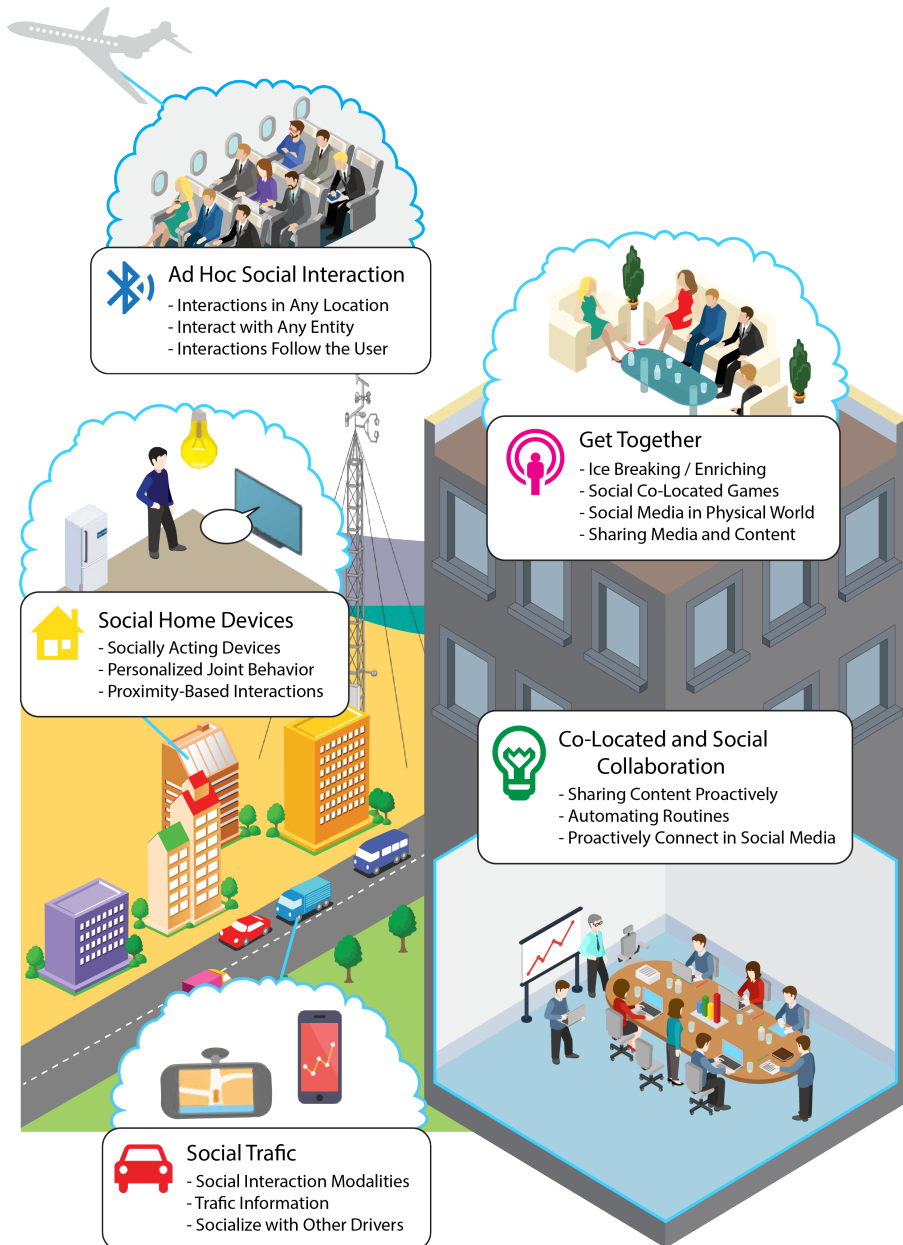 Ad Hoc Social Interaction
- Interactions in Any Location
- Interact with Any Entity
- Interactions Follow the User
Get Together
- Ice Breaking / Enriching
- Social Co-Located Games
- Social Media in Physical World
- Sharing Media and Content
Social Home Devices
- Socially Acting Devices
- Personalized Joint Behavior
- Proximity-Based Interactions
Co-Located and Social
Collaboration
- Sharing Content Proactively
- Automating Routines
- Proactively Connect in Social Media
Social Trafic
- Social Interaction Modalities
- Trafic Information
- Socialize with Other Drivers